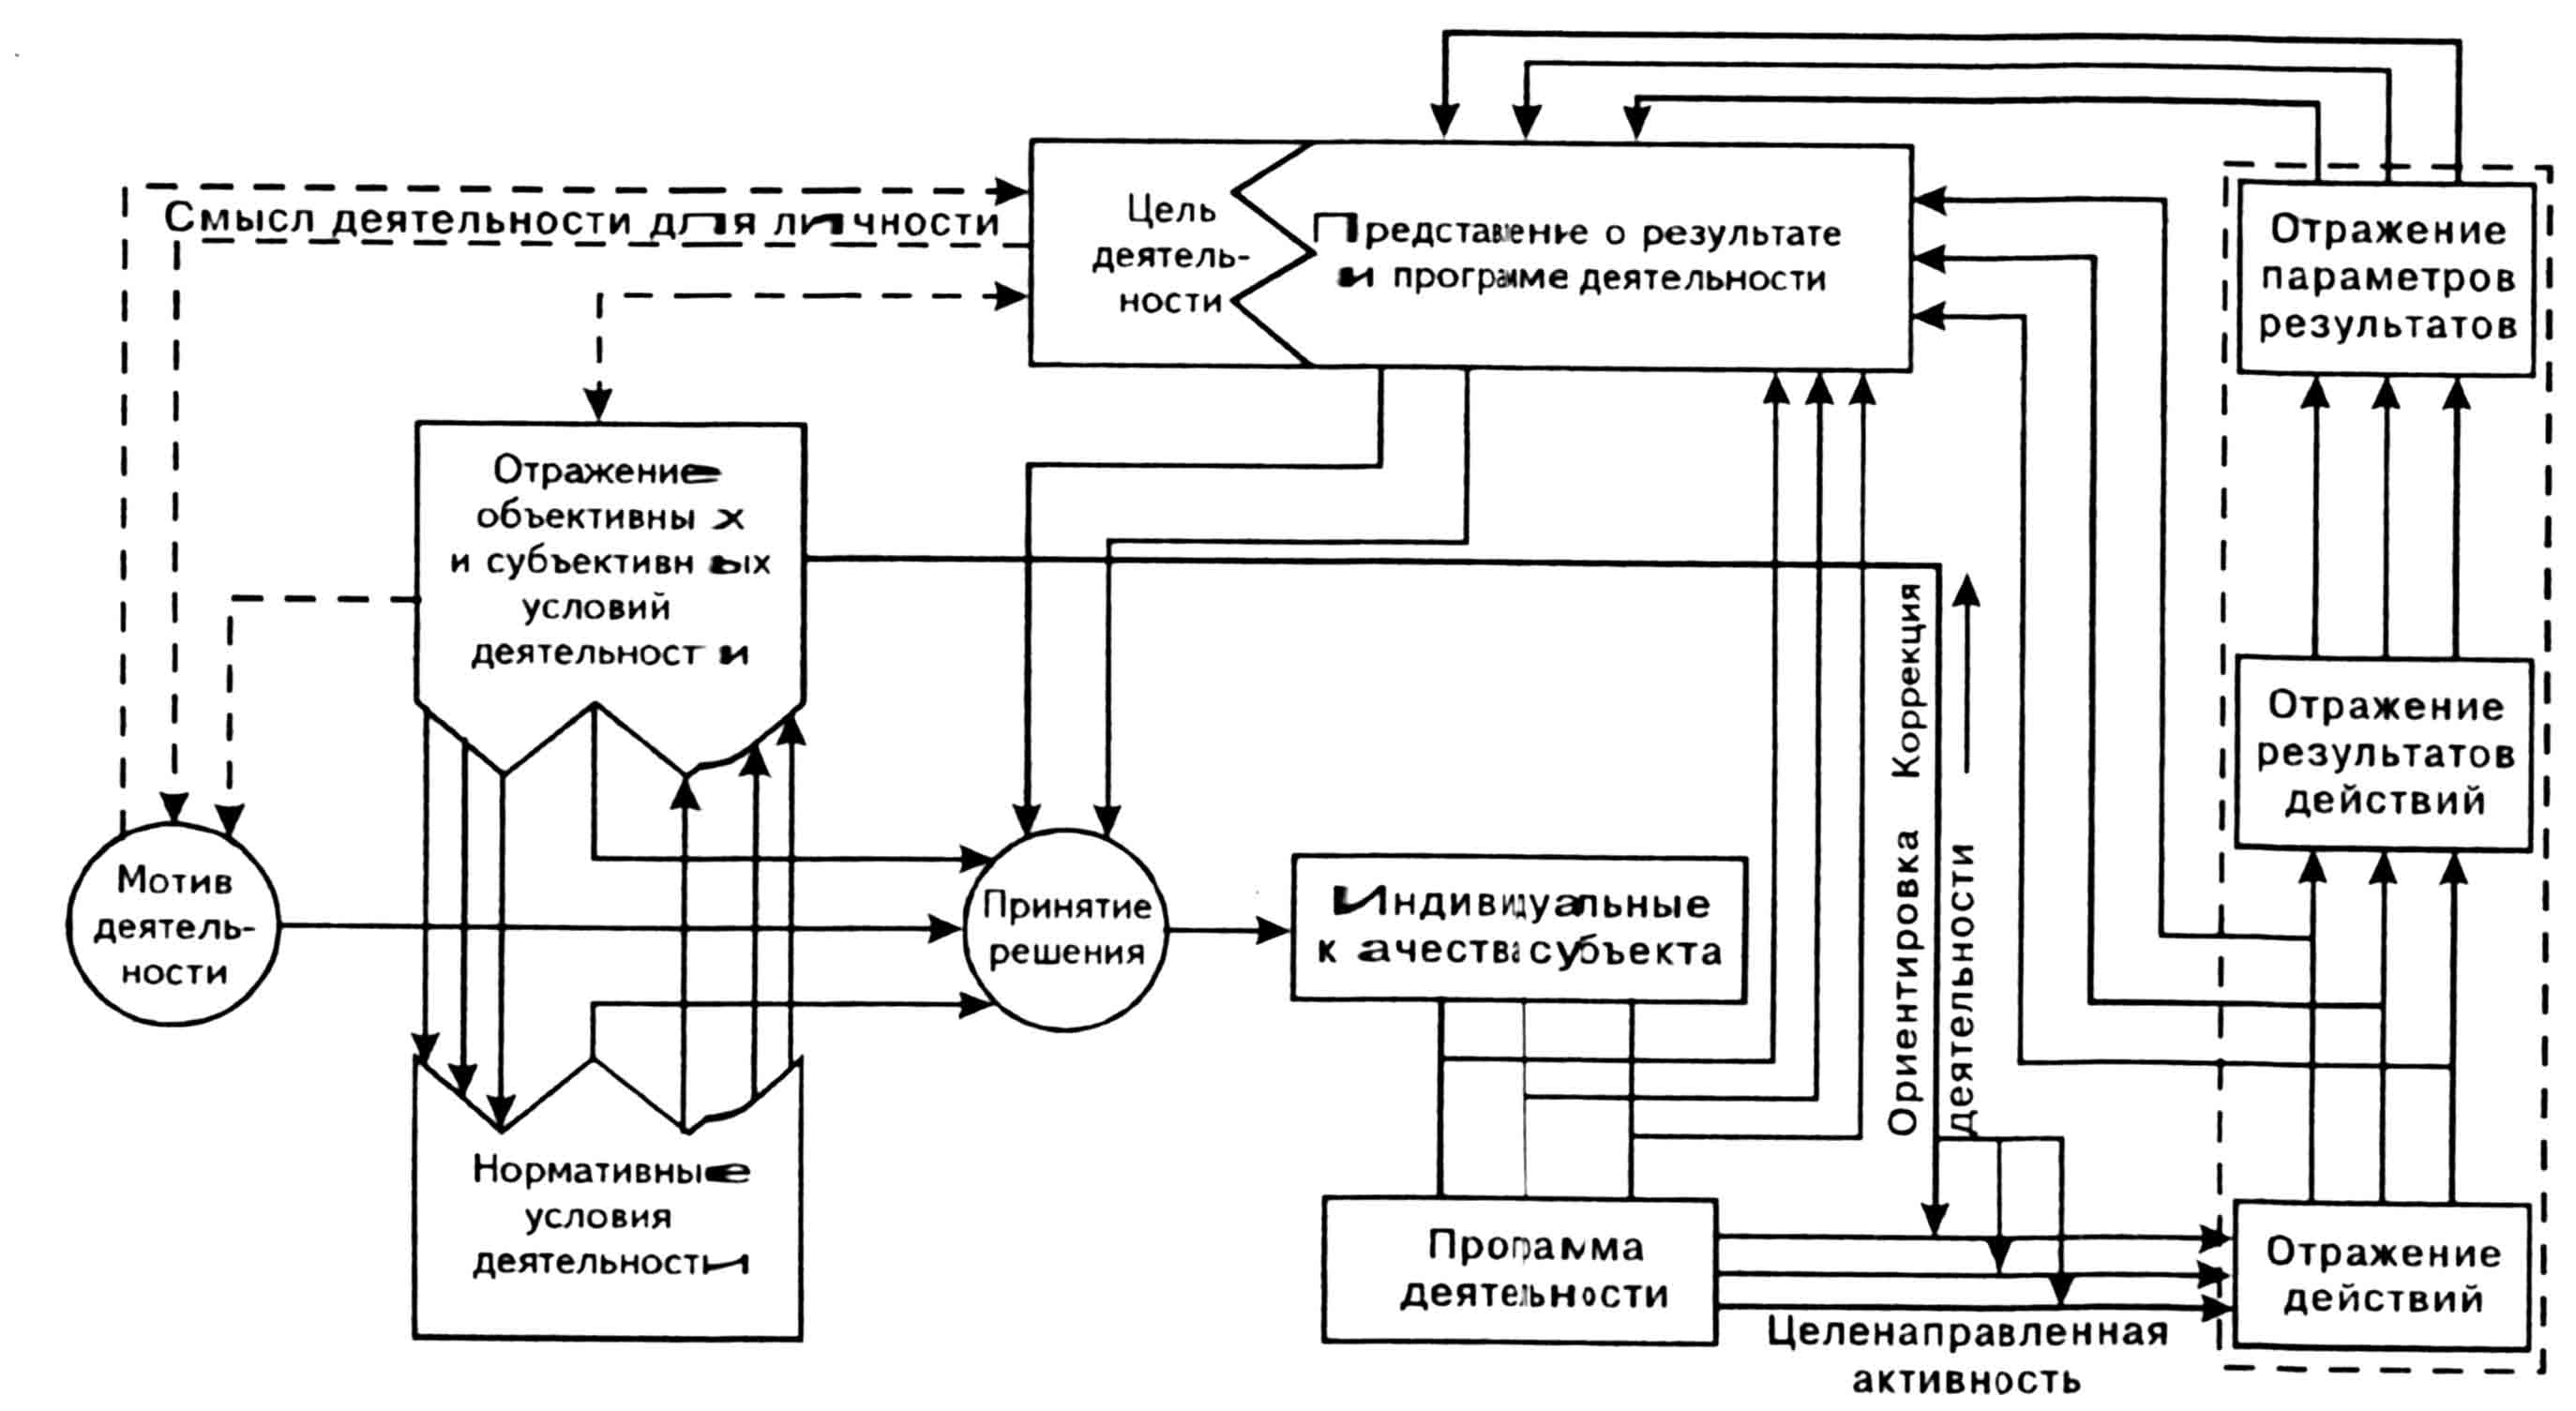 Смысл деятельности для личности
Цель
деятель-
ности
Представление о результате
и программе деятельности
Отражение
параметров
результатов
Отражение
объективных
и субъективных
условий
деятельности
Коррекция
Ориентировка
деятельности
Отражение
результатов
действий
Мотив
деятель-
ности
Принятие
решения
Индивидуальные
качества субъекта
Нормативные
условия
деятельности
Программа
деятельности
Отражение
действий
Целенаправленная
активность